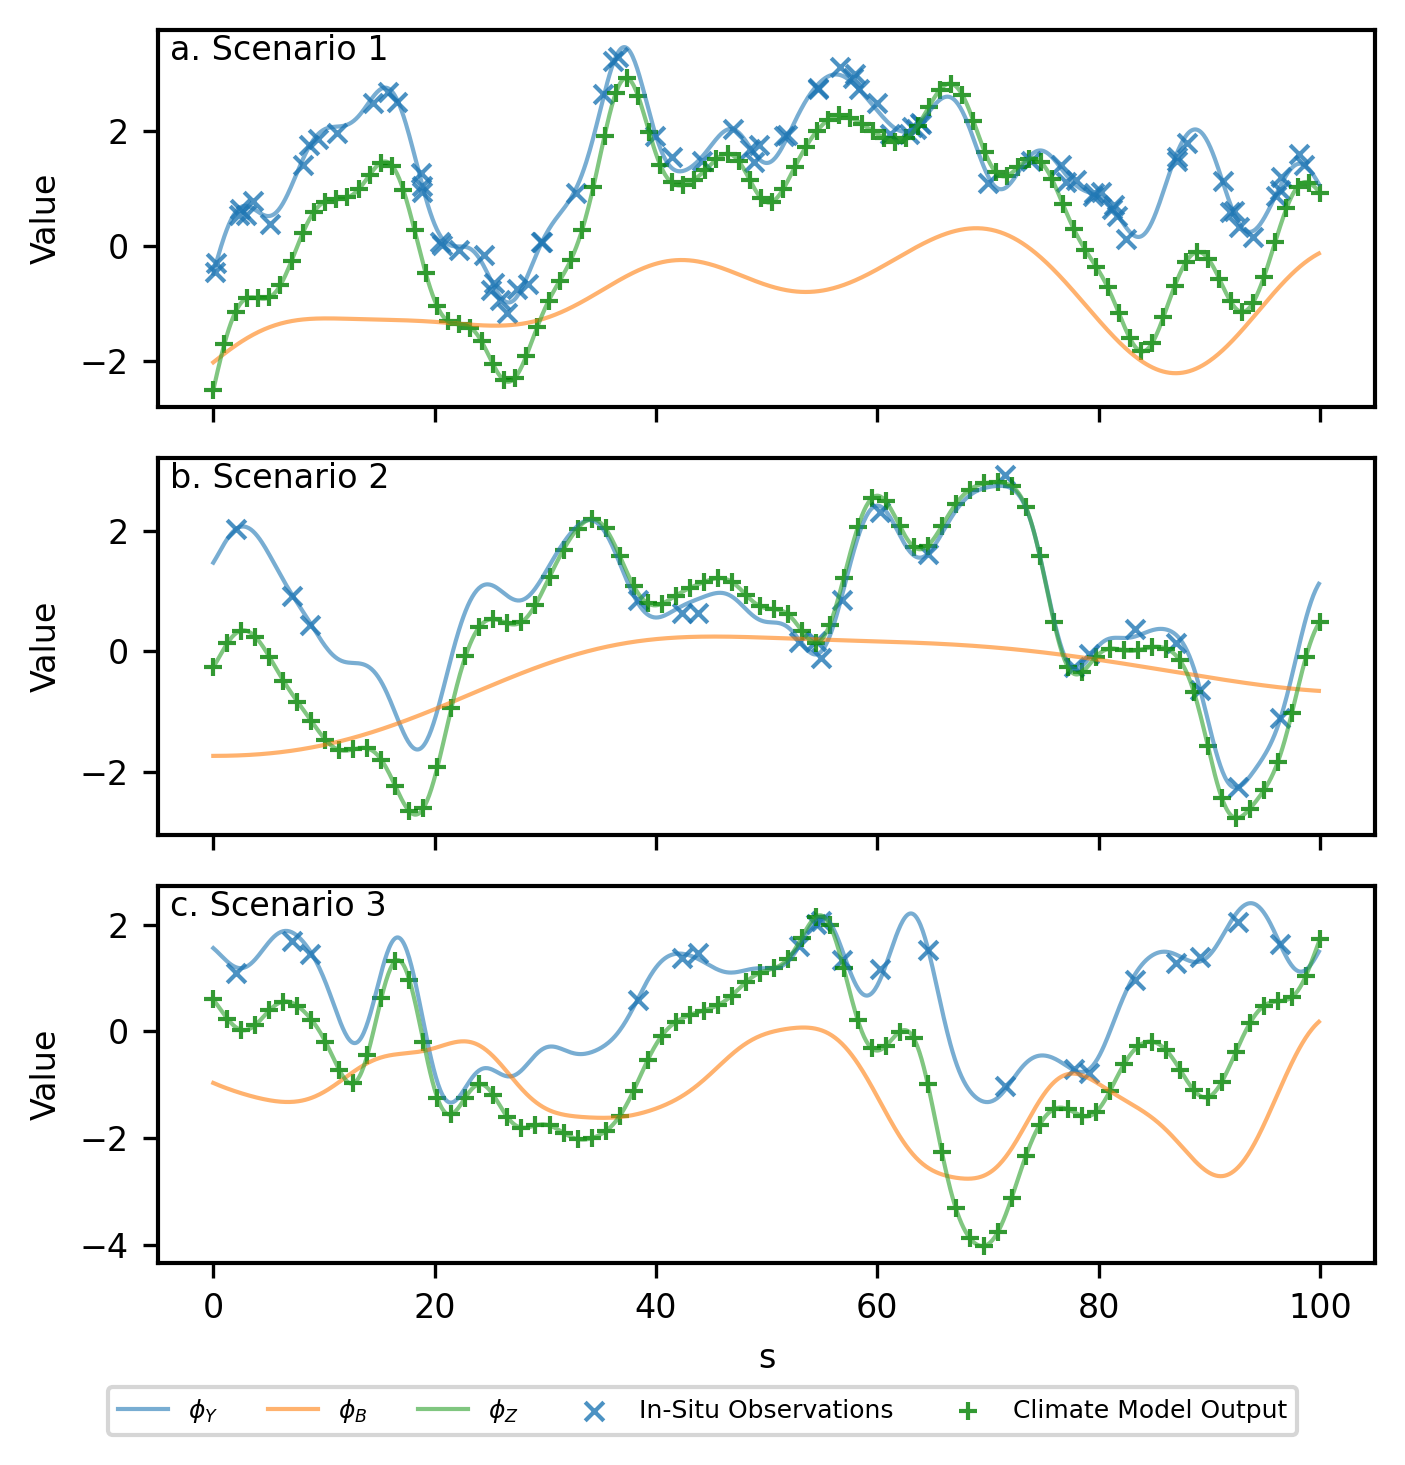 a. Scenario 1
Value
2
0
−2
b. Scenario 2
Value
2
0
−2
c. Scenario 3
Value
2
0
−2
−4
0 20 40 60 80 100
s
ϕY ϕB ϕZ In-Situ Observations Climate Model Output